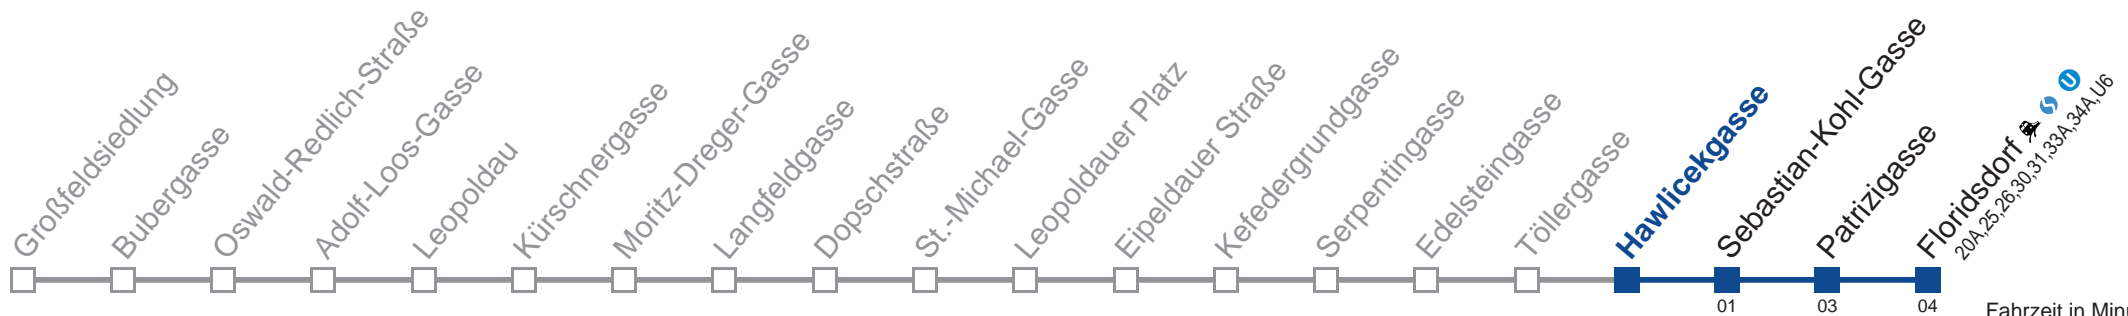 Großfeldsiedlung
Bubergasse
Oswald-Redlich-Straße
Adolf-Loos-Gasse
Leopoldau
Kürschnergasse
Moritz-Dreger-Gasse
Langfeldgasse
Dopschstraße
St.-Michael-Gasse
Leopoldauer Platz
Eipeldauer Straße
Kefedergrundgasse
Serpentingasse
Edelsteingasse
Töllergasse
Hawlicekgasse
Sebastian-Kohl-Gasse
Patrizigasse
Floridsdorf S U
20A,25,26,30,31,33A,34A,U6
01
03
04
Fahrzeit in